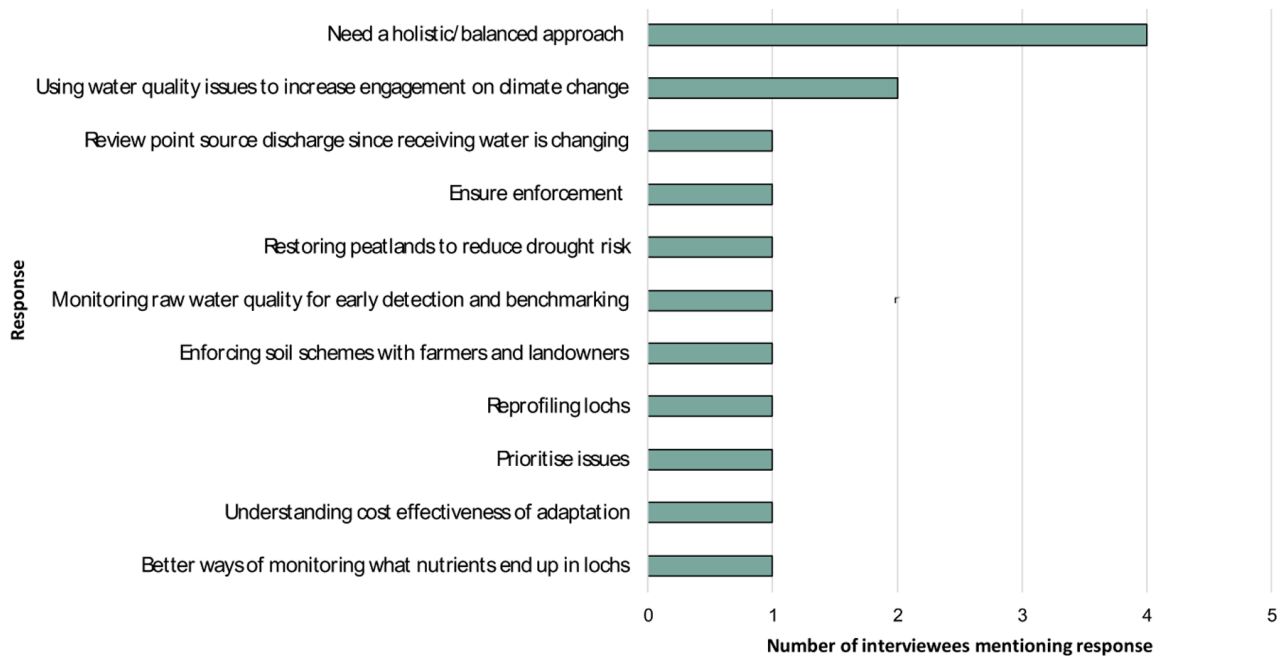 Need a holistic/balanced approach
Using water quality issues to increase engagement on climate change
Review point source discharge since receiving water is changing
Ensure enforcement
Restoring peatlands to reduce drought risk
Monitoring raw water quality for early detection and benchmarking
Enforcing soil schemes with farmers and landowners
Reprofiling lochs
Prioritise issues
Understanding cost effectiveness of adaptation
Better ways of monitoring what nutrients end up in lochs
Response
0 1 2 3 4 5
Number of interviewees mentioning response